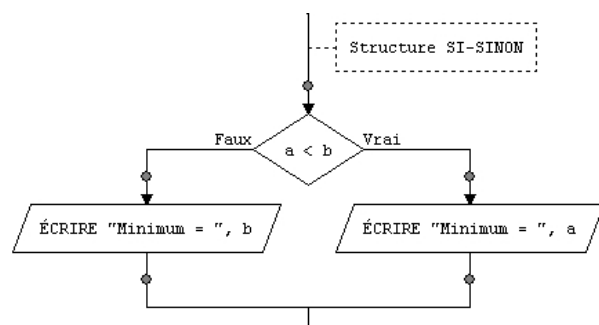 Structure SI-SINON
Faux
Vrai
a < b
ÉCRIRE "Minimum = ", b
ÉCRIRE "Minimum = ", a